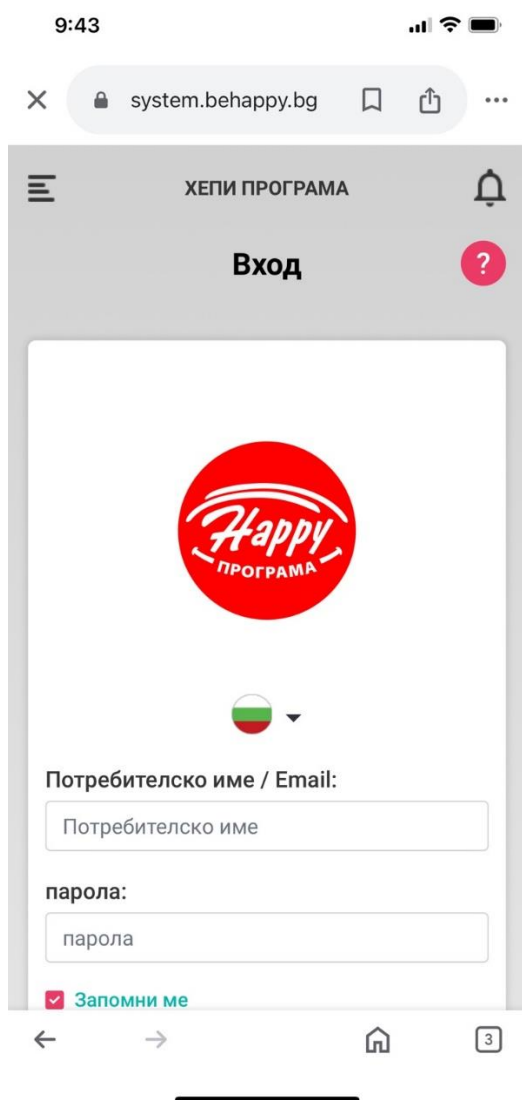 9:43
system.behappy.bg
ХЕПИ ПРОГРАМА
Вход
?
Happy
ПРОГРАМА
Потребителско име / Email:
Потребителско име
парола:
парола
Запомни ме
3